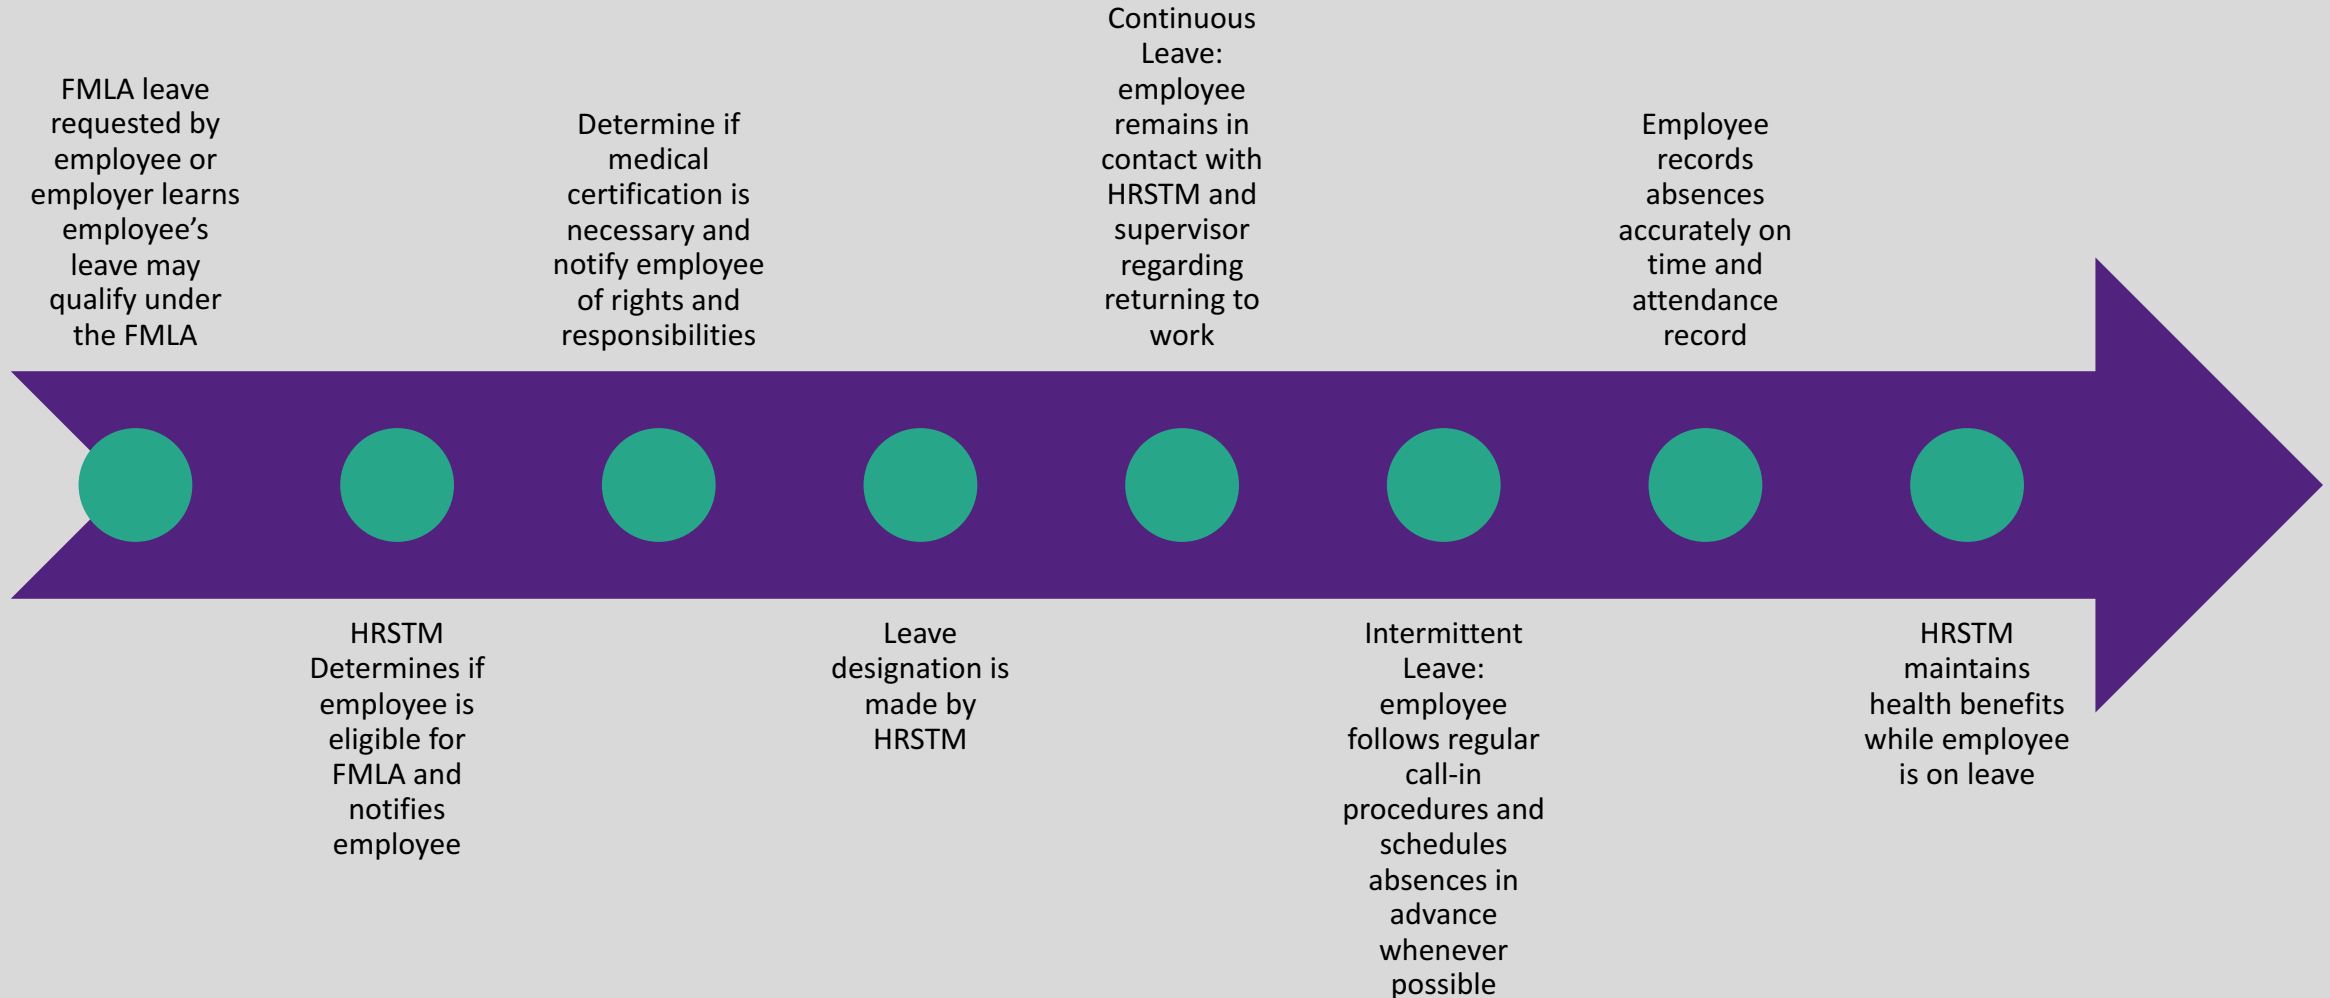 FMLA leave
requested by
employee or
employer learns
employee’s
leave may
qualify under
the FMLA
HRSTM
Determines if
employee is
eligible for
FMLA and
notifies
employee
Determine if
medical
certification is
necessary and
notify employee
of rights and
responsibilities
Leave
designation is
made by
HRSTM
Continuous
Leave:
employee
remains in
contact with
HRSTM and
supervisor
regarding
returning to
work
Intermittent
Leave:
employee
follows regular
call-in
procedures and
schedules
absences in
advance
whenever
possible
Employee
records
absences
accurately on
time and
attendance
record
HRSTM
maintains
health benefits
while employee
is on leave